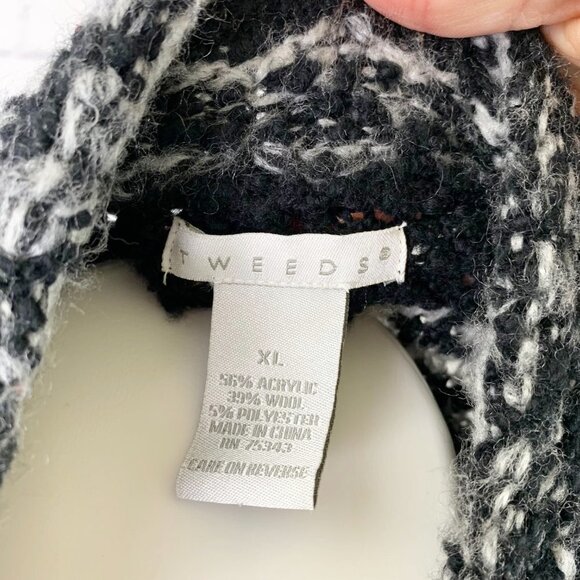 TWEEDS®
XL
56% ACRYLIC
39% WOOL
5% POLYESTER
MADE IN CHINA
RN 75343
CARE ON REVERSE